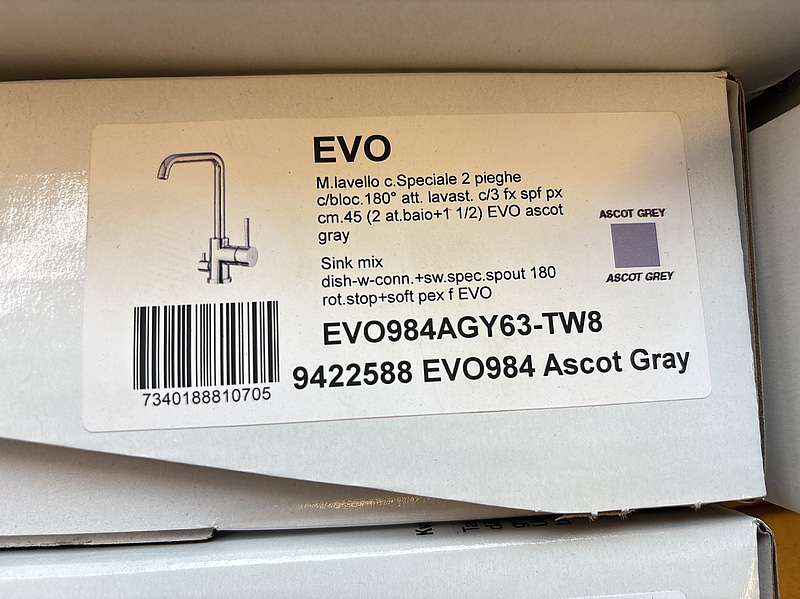 EVO
M.lavello c.Speciale 2 pieghe
c/bloc.180° att. lavast. c/3 fx spf px
cm.45 (2 at.baio+1 1/2) EVO ascot
gray
Sink mix
dish-w-conn.+sw.spec.spout 180
rot.stop+soft pex f EVO
ASCOT GREY
ASCOT GREY
EVO984AGY63-TW8
9422588 EVO984 Ascot Gray
7340188810705